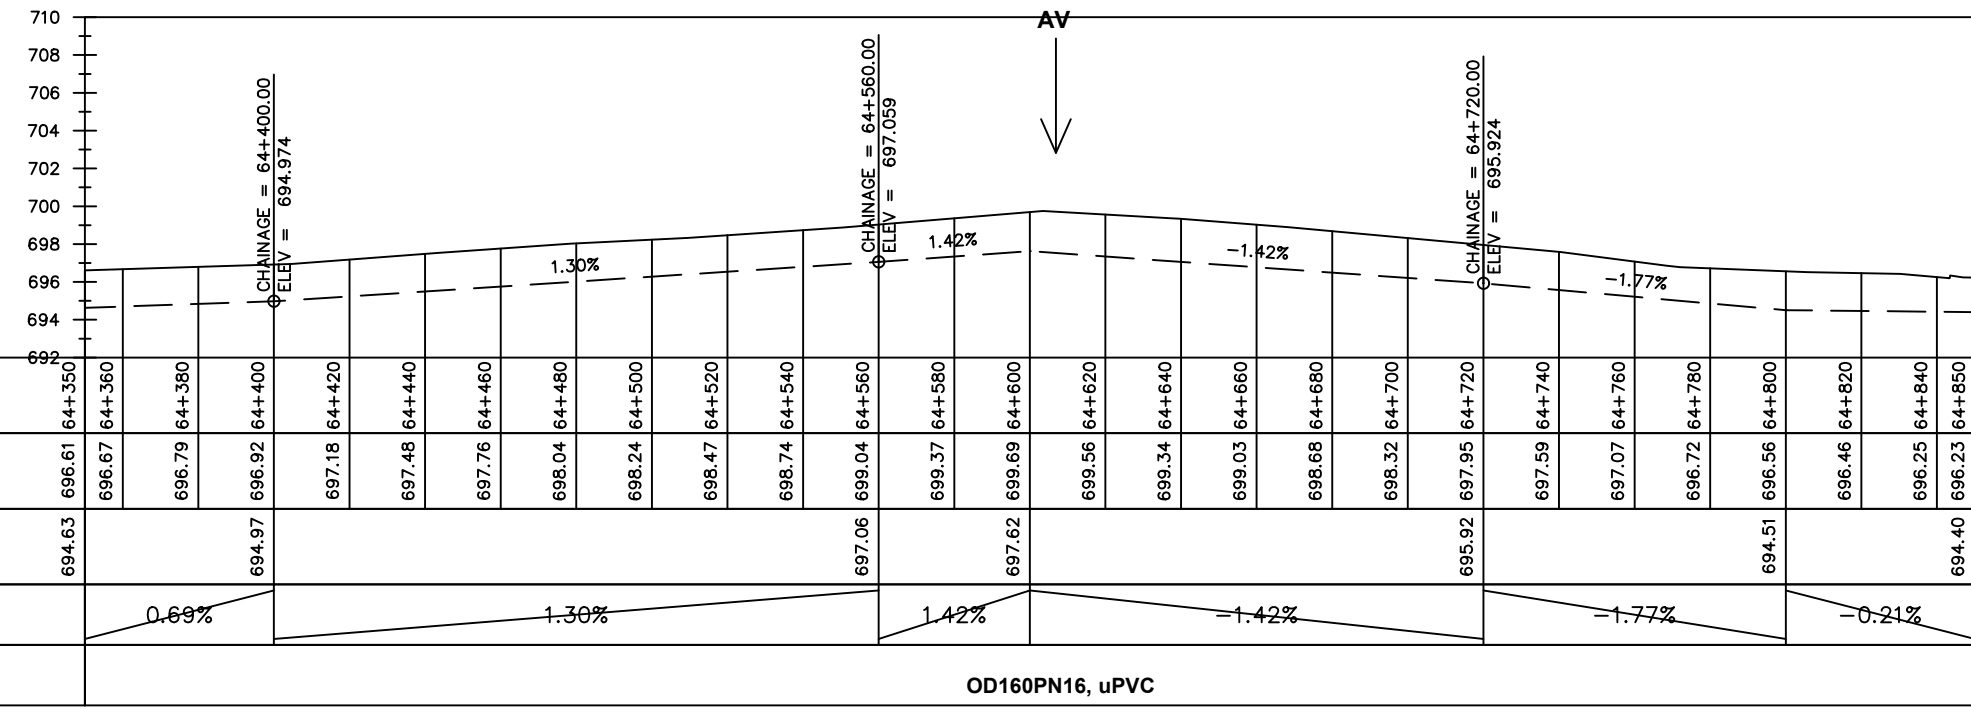 AV
710
708
706
704
702
700
698
696
694
692
CHAINAGE = 64+400.00
ELEV = 694.974
CHAINAGE = 64+560.00
ELEV = 697.059
CHAINAGE = 64+720.00
ELEV = 695.924
1.30%
1.42%
-1.42%
-1.77%
64+350 64+360 64+380 64+400 64+420 64+440 64+460 64+480 64+500 64+520 64+540 64+560 64+580 64+600 64+620 64+640 64+660 64+680 64+700 64+720 64+740 64+760 64+780 64+800 64+820 64+840 64+850
696.61 696.67 696.79 696.92 697.18 697.48 697.76 698.04 698.24 698.47 698.74 699.04 699.37 699.69 699.56 699.34 699.03 698.68 698.32 697.95 697.59 697.07 696.72 696.56 696.46 696.25 696.23
694.63 694.97 697.06 697.62 695.92 694.51 694.40
0.69% 1.30% 1.42% -1.42% -1.77% -0.21%
OD160PN16, uPVC